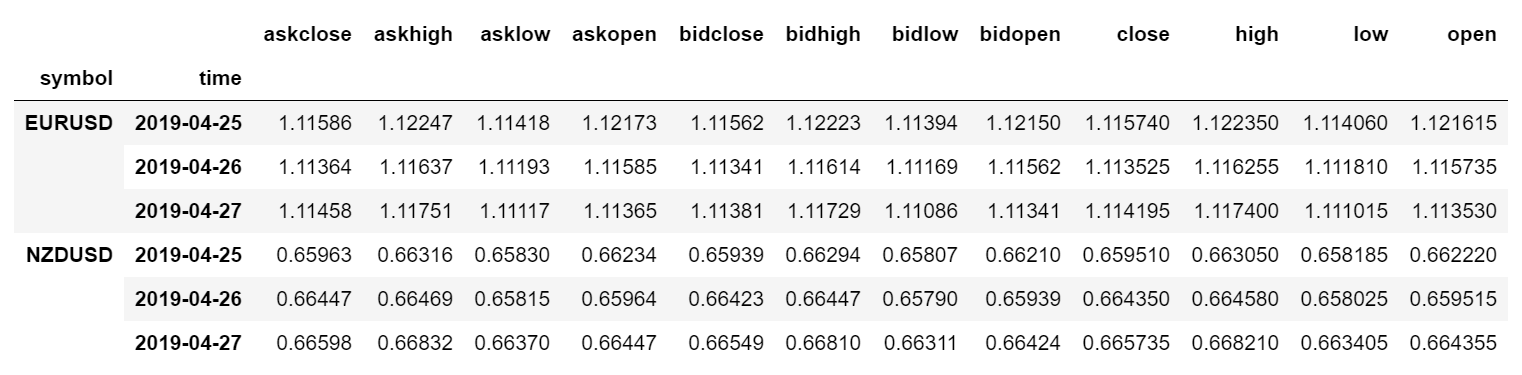 askclose askhigh asklow askopen bidclose bidhigh bidlow bidopen close high low open
symbol time
EURUSD 2019-04-25 1.11586 1.12247 1.11418 1.12173 1.11562 1.12223 1.11394 1.12150 1.115740 1.122350 1.114060 1.121615
2019-04-26 1.11364 1.11637 1.11193 1.11585 1.11341 1.11614 1.11169 1.11562 1.113525 1.116255 1.111810 1.115735
2019-04-27 1.11458 1.11751 1.11117 1.11365 1.11381 1.11729 1.11086 1.11341 1.114195 1.117400 1.111015 1.113530
NZDUSD 2019-04-25 0.65963 0.66316 0.65830 0.66234 0.65939 0.66294 0.65807 0.66210 0.659510 0.663050 0.658185 0.662220
2019-04-26 0.66447 0.66469 0.65815 0.65964 0.66423 0.66447 0.65790 0.65939 0.664350 0.664580 0.658025 0.659515
2019-04-27 0.66598 0.66832 0.66370 0.66447 0.66549 0.66810 0.66311 0.66424 0.665735 0.668210 0.663405 0.664355